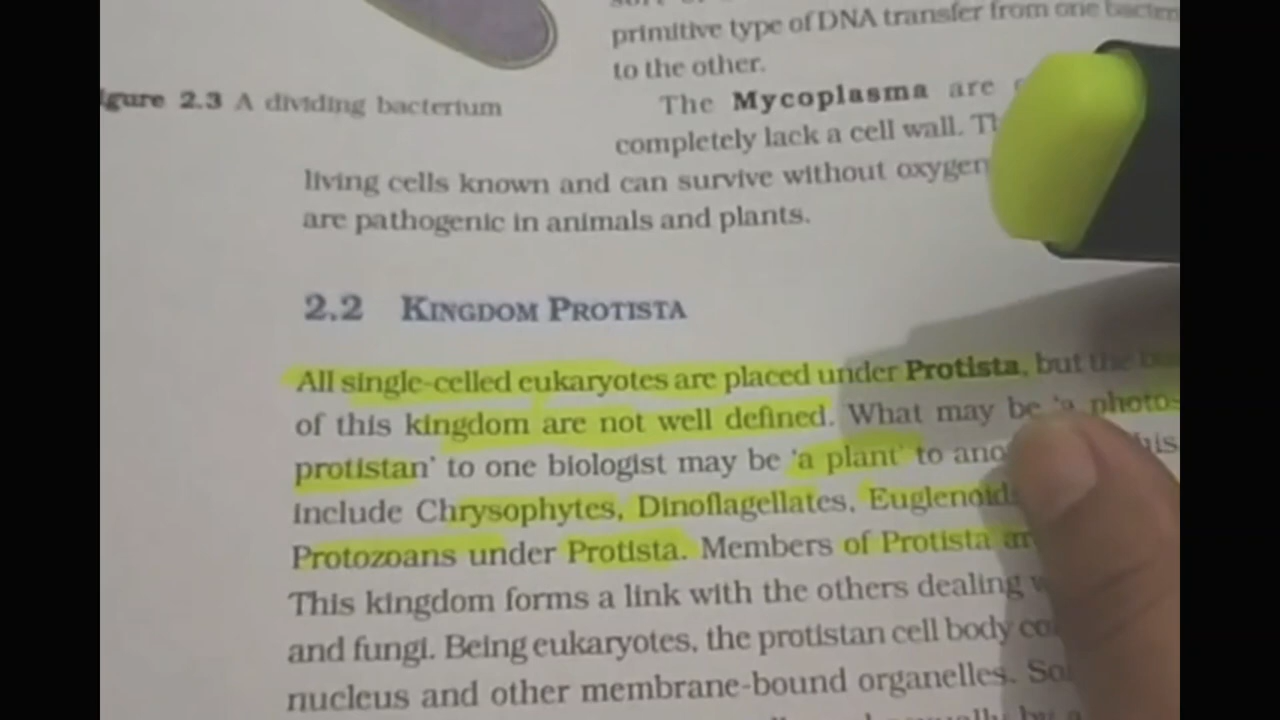 primitive type of DNA transfer from one
to the other.
gure 2.3 A dividing bacterium
The Mycoplasma are
completely lack a cell wall.
living cells known and can survive without oxygen
are pathogenic in animals and plants.
2.2 KINGDOM PROTISTA
All single-celled eukaryotes are placed under Protista, but the
of this kingdom are not well defined. What may be 'a
protistan' to one biologist may be 'a plant' to
include Chrysophytes, Dinoflagellates, Euglenoids
Protozoans under Protista. Members of Protista
This kingdom forms a link with the others dealing
and fungi. Being eukaryotes, the protistan cell body
nucleus and other membrane-bound organelles.